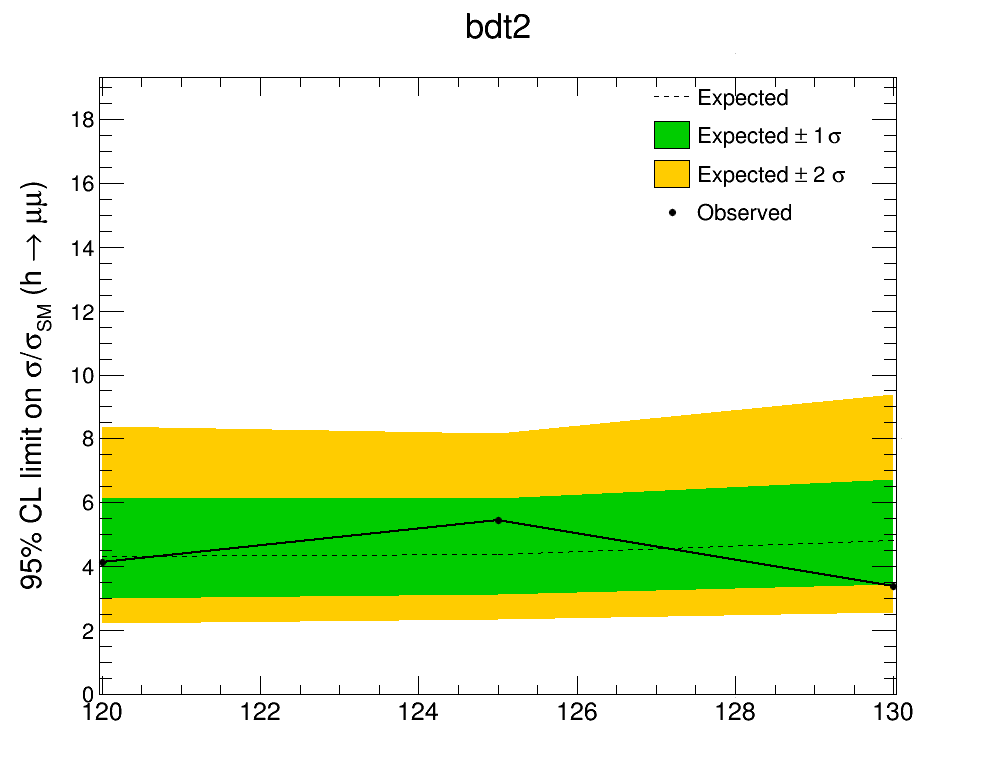 bdt2
95% CL limit on σ/σSM (h → μμ)
18
16
14
12
10
8
6
4
2
0
120 122 124 126 128 130
Expected
Expected ± 1σ
Expected ± 2 σ
Observed